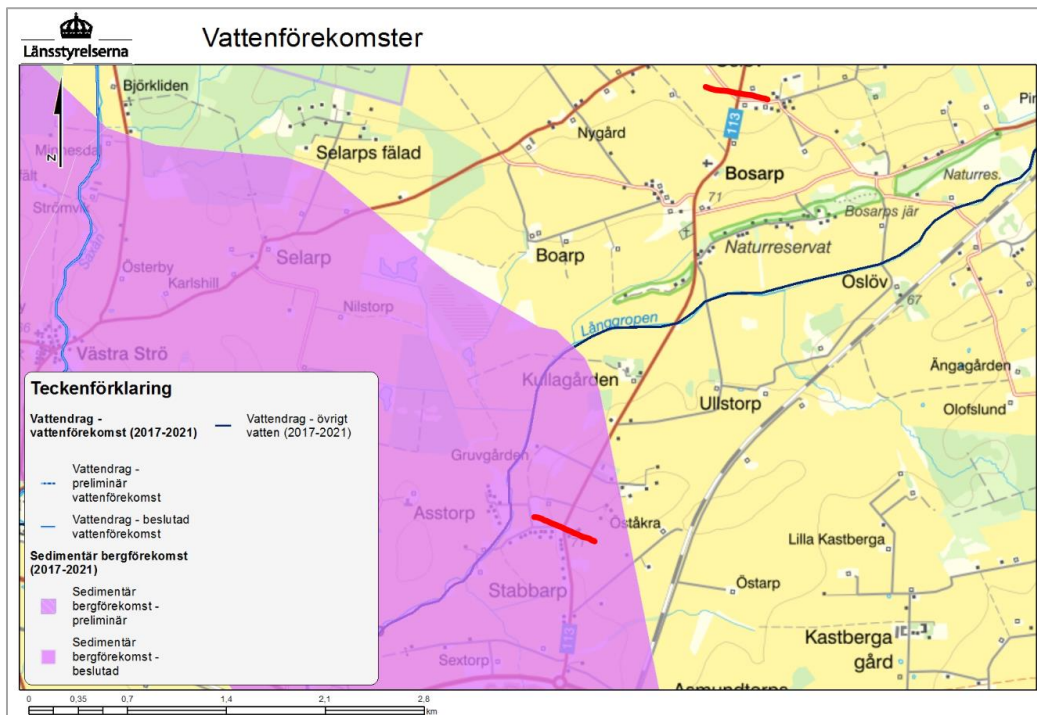 Länsstyrelserna
Vattenförekomster
Björkliden
113
Nygård
Selarps fälad
Minnesdal
Bosarp
Naturres.
Strömvik
71
Bosarps jär
Saxån
Selarp
Naturreservat
Österby
Boarp
Karlshill
Oslöv
Nilstorp
67
Långgropen
Västra Strö
Ängagården
Kullagården
Ullstorp
Olofslund
Gruvgården
Asstorp
Öståkra
Lilla Kastberga
Östarp
Stabbarp
Kastberga
gård
113
Sextorp
Teckenförklaring
Vattendrag -
vattenförekomst (2017-2021)
Vattendrag - övrigt
vatten (2017-2021)
Vattendrag -
preliminär
vattenförekomst
Vattendrag - beslutad
vattenförekomst
Sedimentär bergförekomst
(2017-2021)
Sedimentär
bergförekomst -
preliminär
Sedimentär
bergförekomst -
beslutad
0 0,35 0,7 1,4 2,1 2,8
km
N